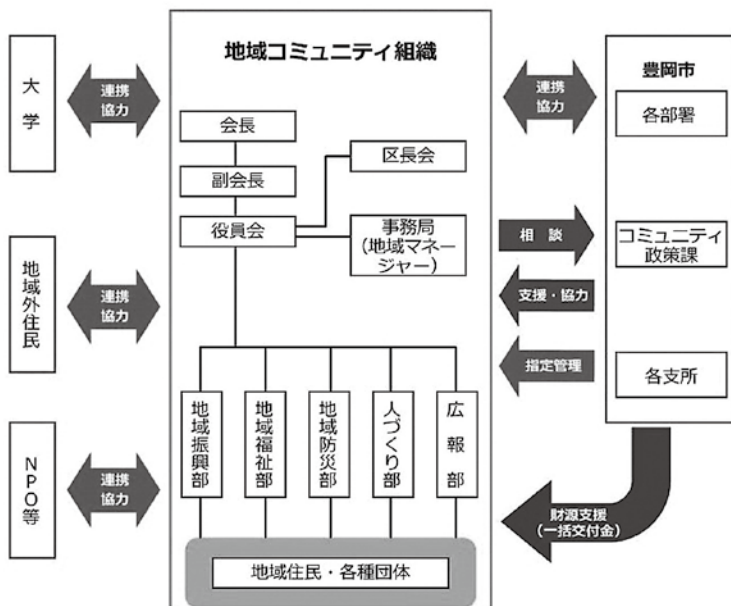 大学
連携
協力
地域外住民
連携
協力
NPO等
連携
協力
地域コミュニティ組織
会長
副会長
役員会
区長会
事務局
(地域マネー
ジャー)
地域振興部
地域福祉部
地域防災部
人づくり部
広報部
地域住民・各種団体
連携
協力
相 談
支援・協力
指定管理
財源支援
(一括交付金)
豊岡市
各部署
コミュニティ
政策課
各支所